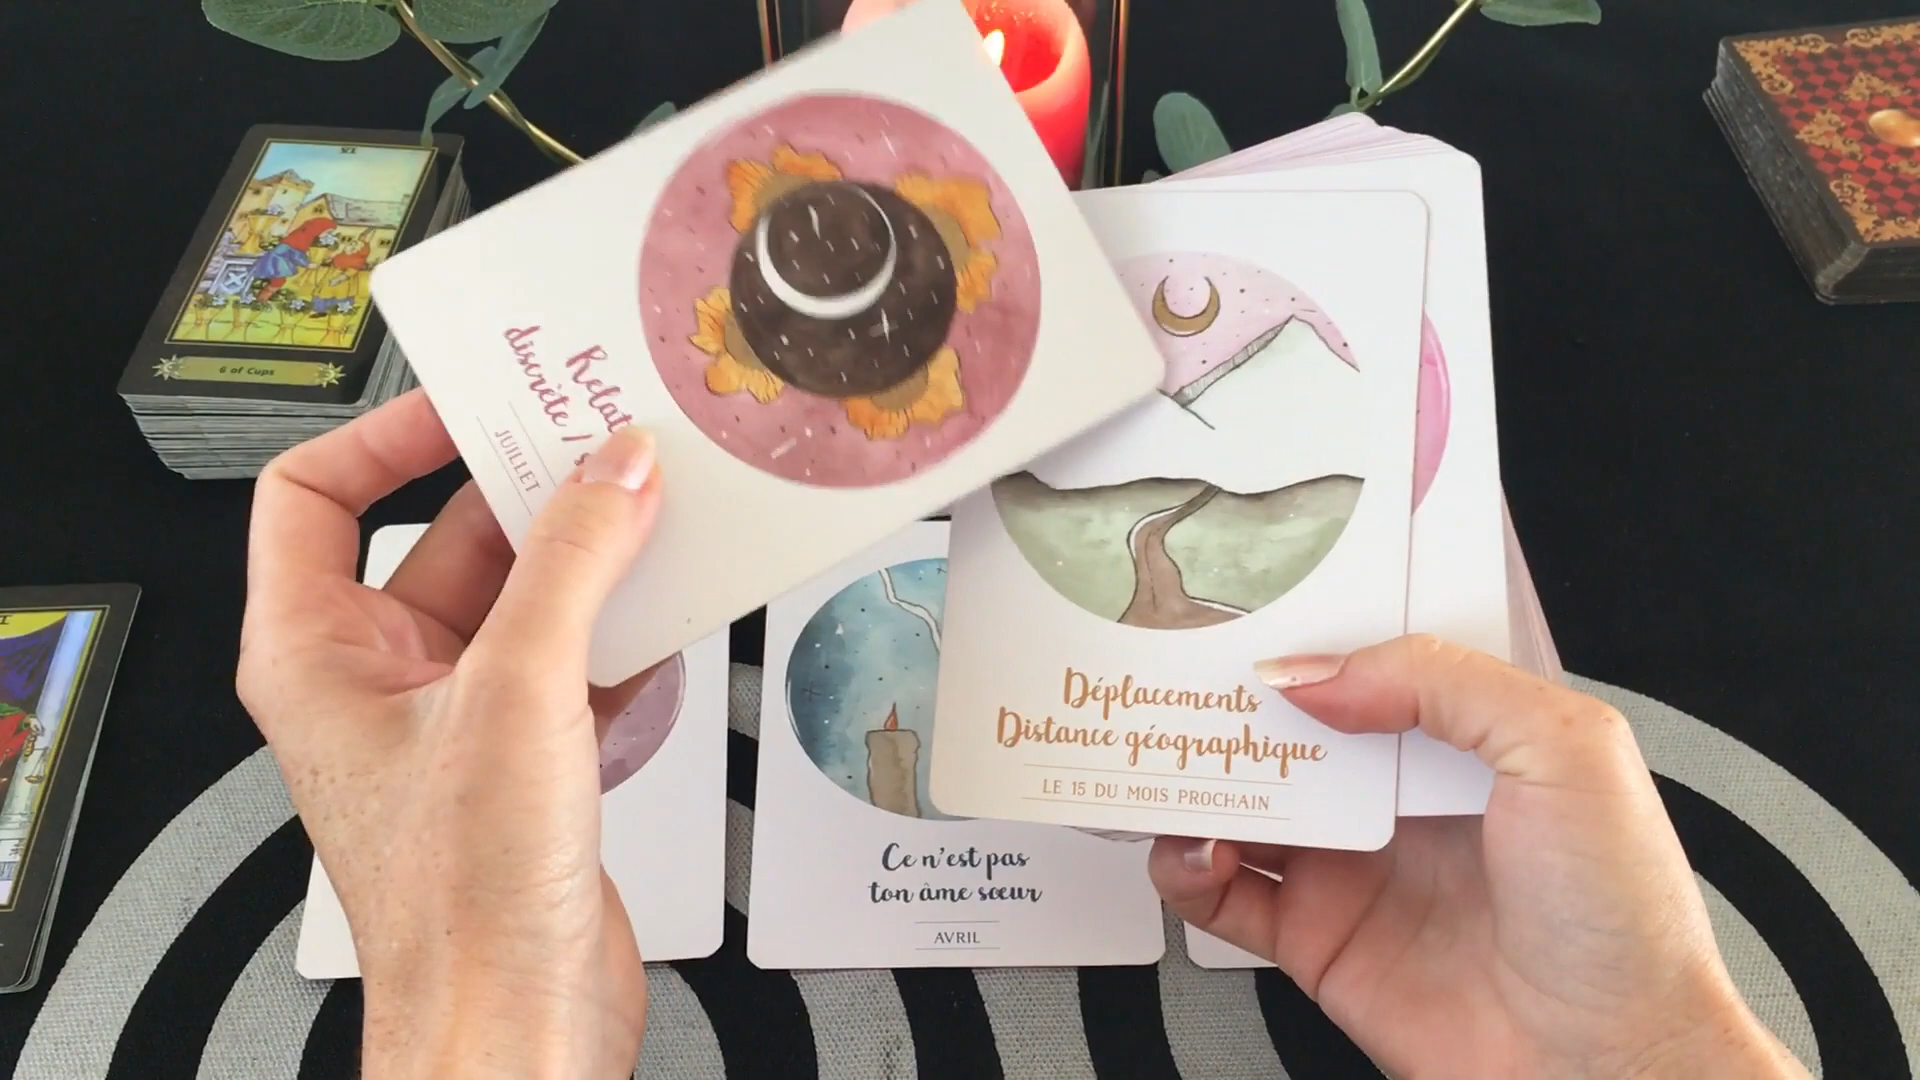 VI
6 of Cups
discrète /
JUILLET
Déplacements
Distance géographique
LE 15 DU MOIS PROCHAIN
Ce n'est pas
ton âme sœur
AVRIL